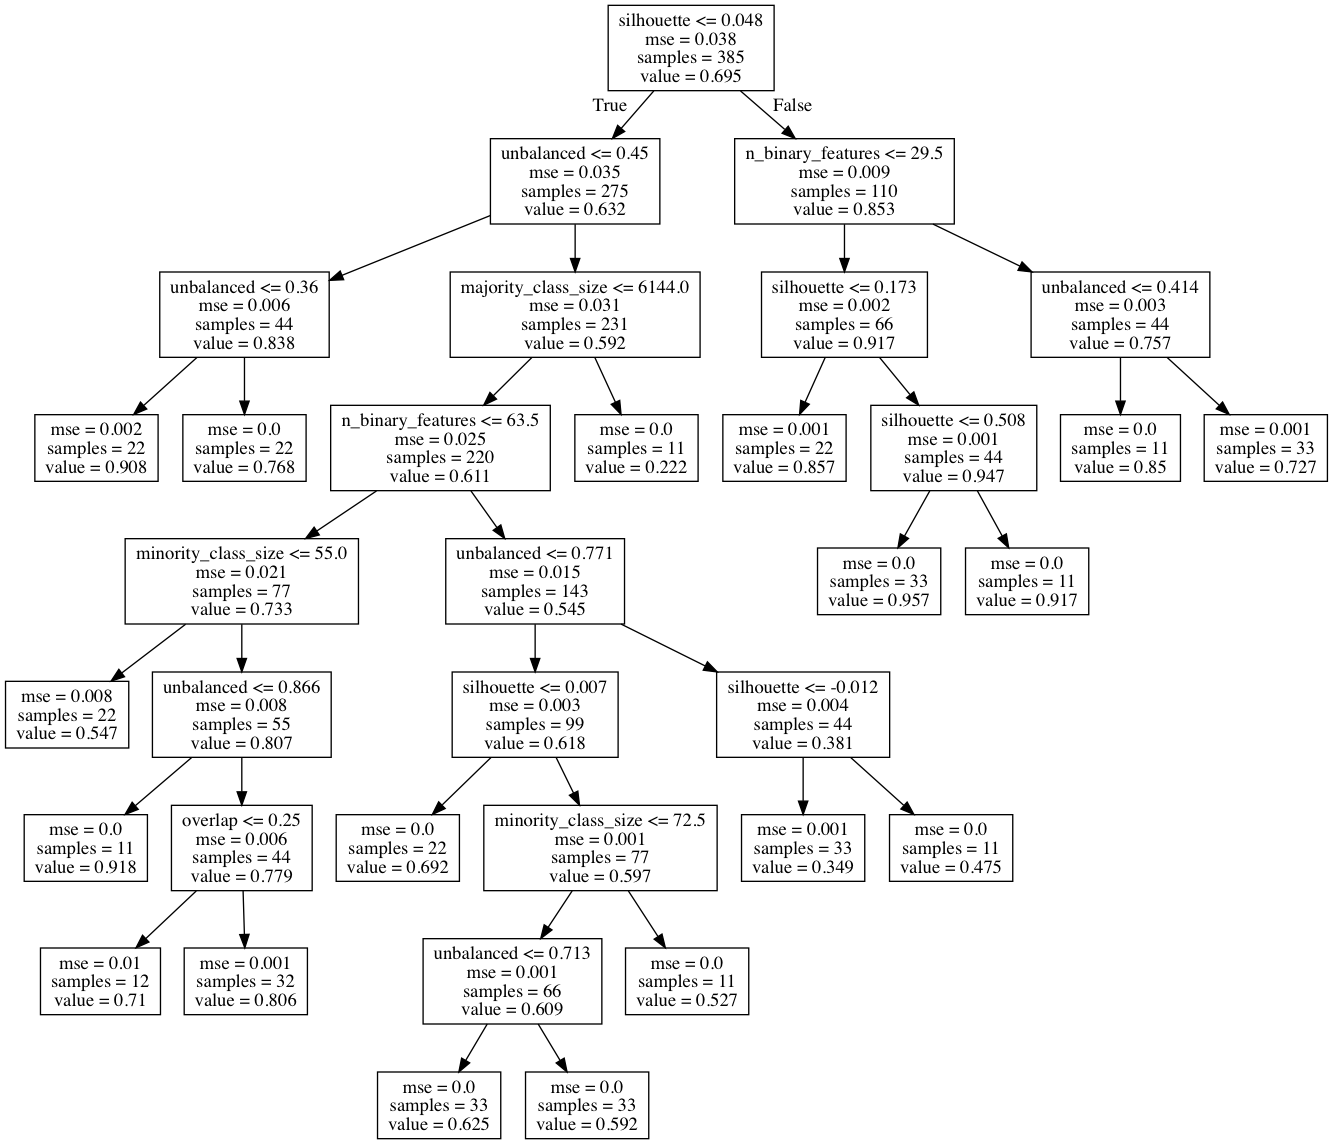 silhouette <= 0.048
mse = 0.038
samples = 385
value = 0.695
True
False
unbalanced <= 0.45
mse = 0.035
samples = 275
value = 0.632
n_binary_features <= 29.5
mse = 0.009
samples = 110
value = 0.853
unbalanced <= 0.36
mse = 0.006
samples = 44
value = 0.838
majority_class_size <= 6144.0
mse = 0.031
samples = 231
value = 0.592
silhouette <= 0.173
mse = 0.002
samples = 66
value = 0.917
unbalanced <= 0.414
mse = 0.003
samples = 44
value = 0.757
mse = 0.002
samples = 22
value = 0.908
mse = 0.0
samples = 22
value = 0.768
n_binary_features <= 63.5
mse = 0.025
samples = 220
value = 0.611
mse = 0.0
samples = 11
value = 0.222
mse = 0.001
samples = 22
value = 0.857
silhouette <= 0.508
mse = 0.001
samples = 44
value = 0.947
mse = 0.0
samples = 11
value = 0.85
mse = 0.001
samples = 33
value = 0.727
minority_class_size <= 55.0
mse = 0.021
samples = 77
value = 0.733
unbalanced <= 0.771
mse = 0.015
samples = 143
value = 0.545
mse = 0.0
samples = 33
value = 0.957
mse = 0.0
samples = 11
value = 0.917
mse = 0.008
samples = 22
value = 0.547
unbalanced <= 0.866
mse = 0.008
samples = 55
value = 0.807
silhouette <= 0.007
mse = 0.003
samples = 99
value = 0.618
silhouette <= -0.012
mse = 0.004
samples = 44
value = 0.381
mse = 0.0
samples = 11
value = 0.918
overlap <= 0.25
mse = 0.006
samples = 44
value = 0.779
mse = 0.0
samples = 22
value = 0.692
minority_class_size <= 72.5
mse = 0.001
samples = 77
value = 0.597
mse = 0.001
samples = 33
value = 0.349
mse = 0.0
samples = 11
value = 0.475
mse = 0.01
samples = 12
value = 0.71
mse = 0.001
samples = 32
value = 0.806
unbalanced <= 0.713
mse = 0.001
samples = 66
value = 0.609
mse = 0.0
samples = 11
value = 0.527
mse = 0.0
samples = 33
value = 0.625
mse = 0.0
samples = 33
value = 0.592